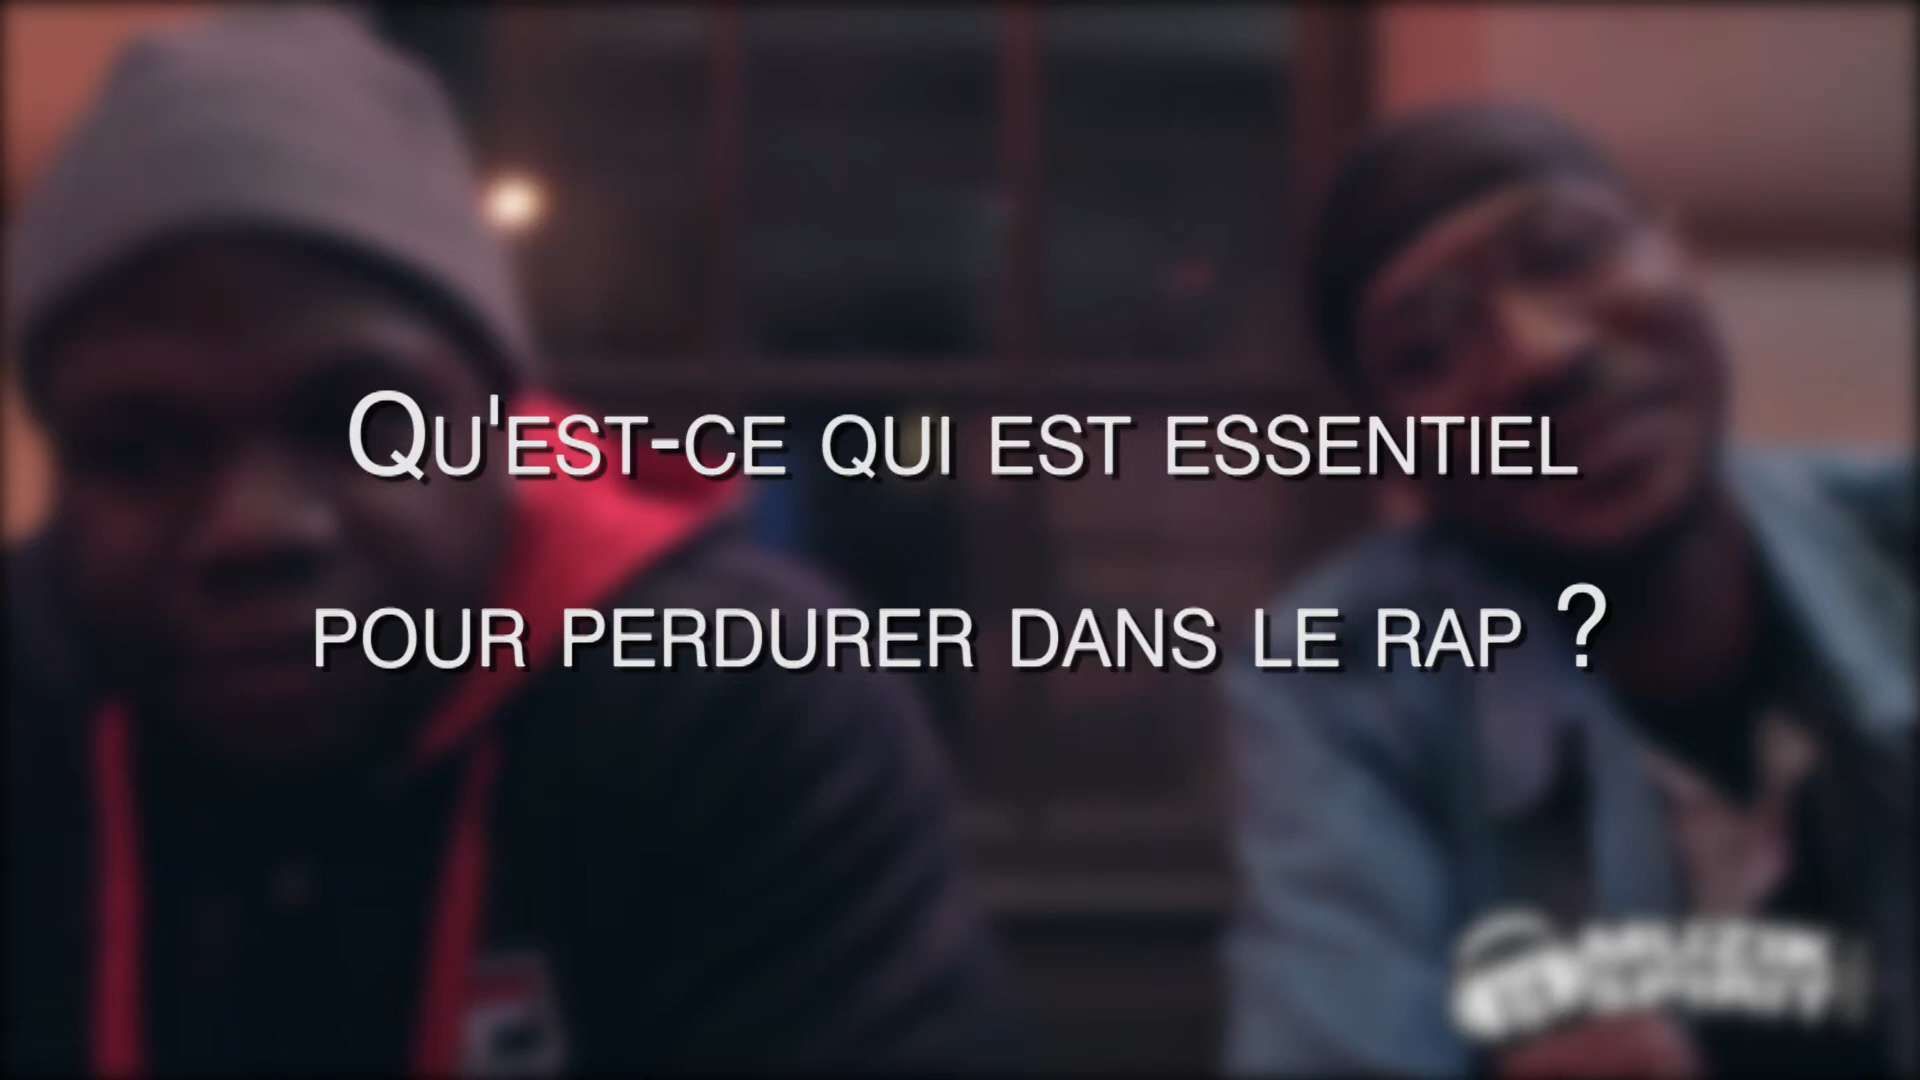 Qu'est-ce qui est essentiel
pour perdurer dans le rap ?